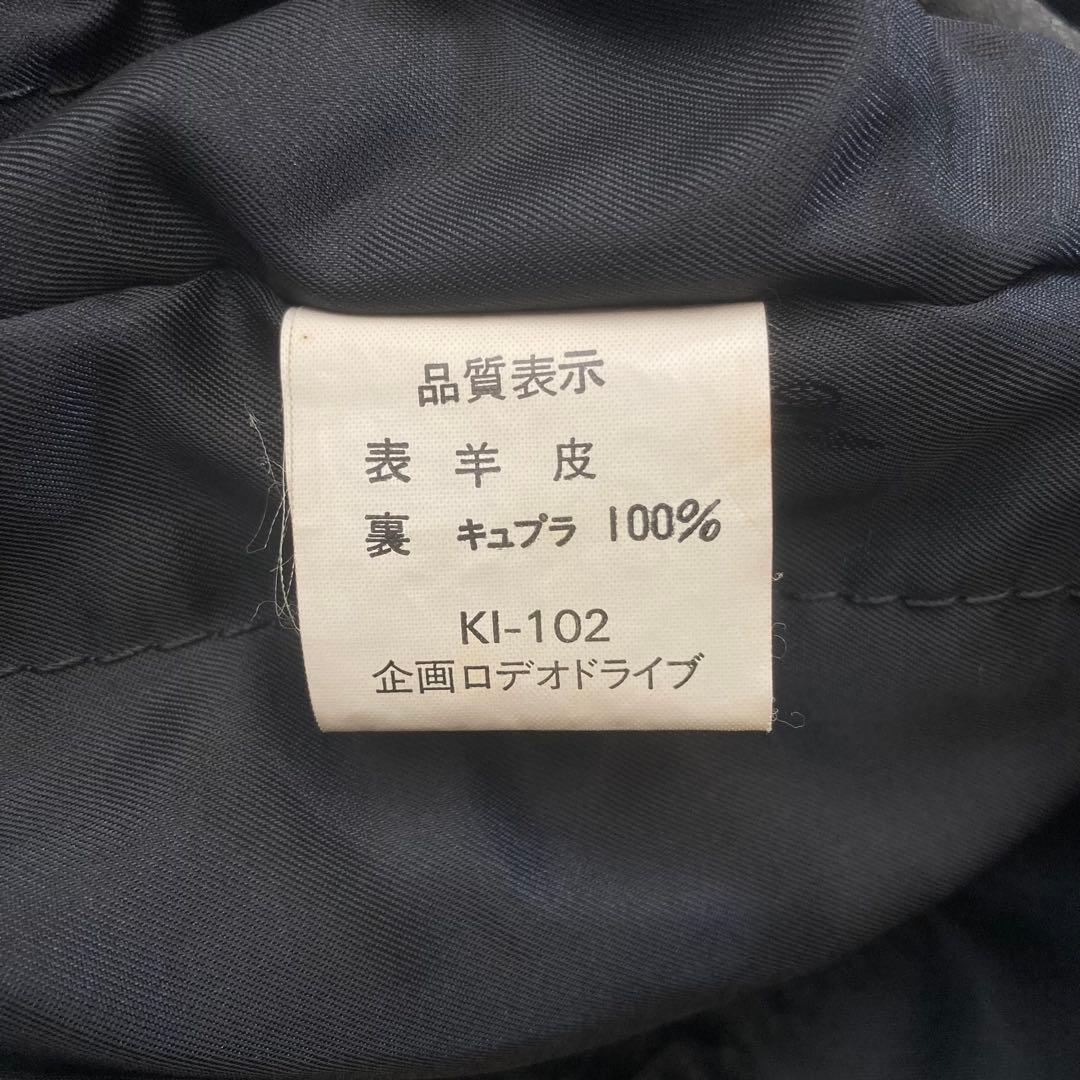 品質表示
表 羊 皮
裏 キュプラ 100%
KI-102
企画ロデオドライブ